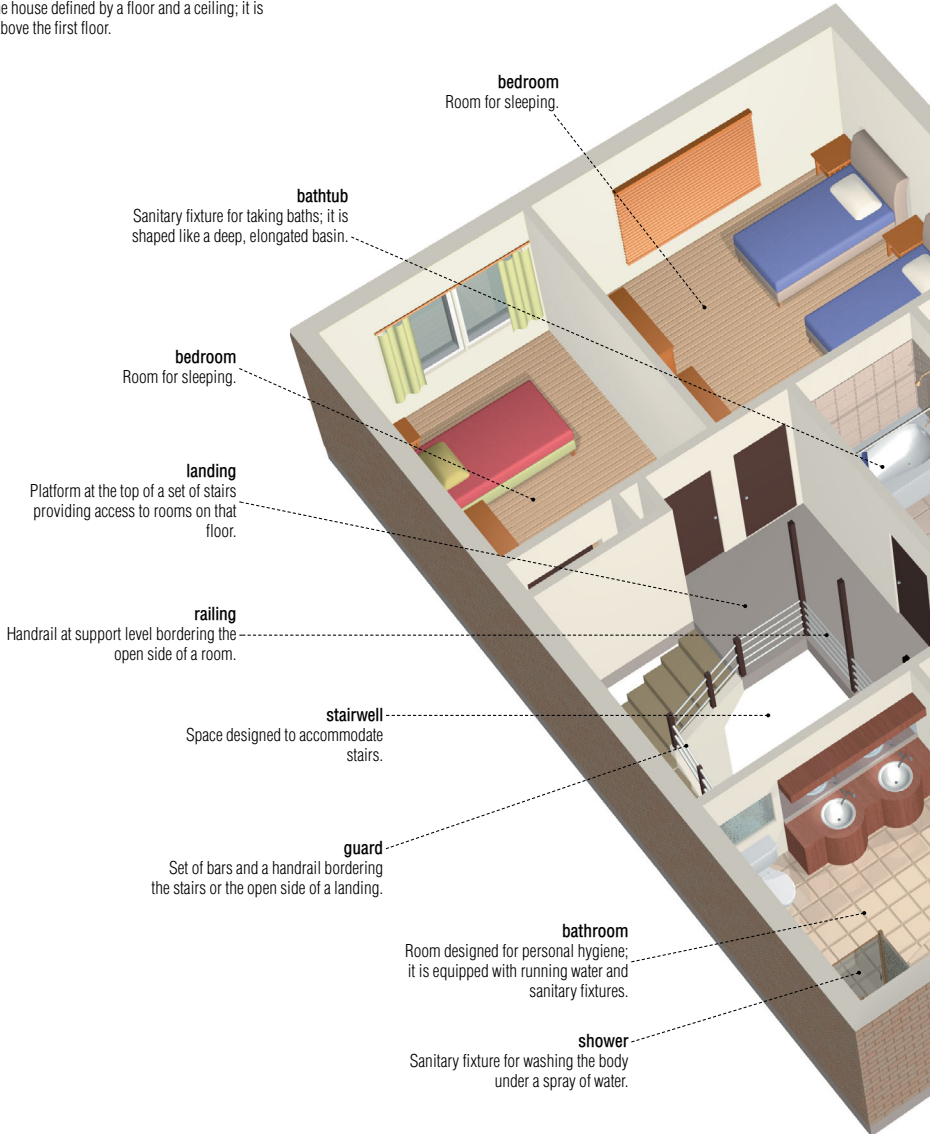 e house defined by a floor and a ceiling; it is
bove the first floor.
bedroom
Room for sleeping.
bathtub
Sanitary fixture for taking baths; it is
shaped like a deep, elongated basin.
bedroom
Room for sleeping.
landing
Platform at the top of a set of stairs
providing access to rooms on that
floor.
railing
Handrail at support level bordering the
open side of a room.
stairwell
Space designed to accommodate
stairs.
guard
Set of bars and a handrail bordering
the stairs or the open side of a landing.
bathroom
Room designed for personal hygiene;
it is equipped with running water and
sanitary fixtures.
shower
Sanitary fixture for washing the body
under a spray of water.